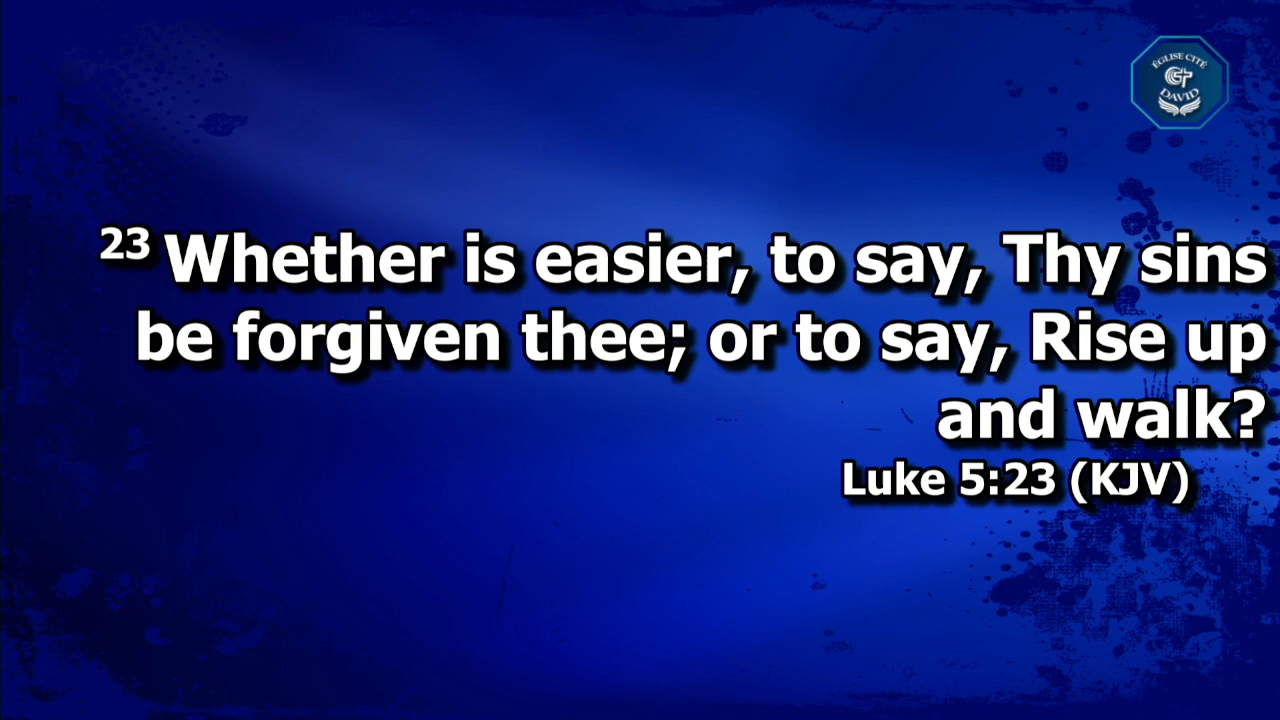 ÉGLISE CITÉ
DAVID
23 Whether is easier, to say, Thy sins
be forgiven thee; or to say, Rise up
and walk?
Luke 5:23 (KJV)